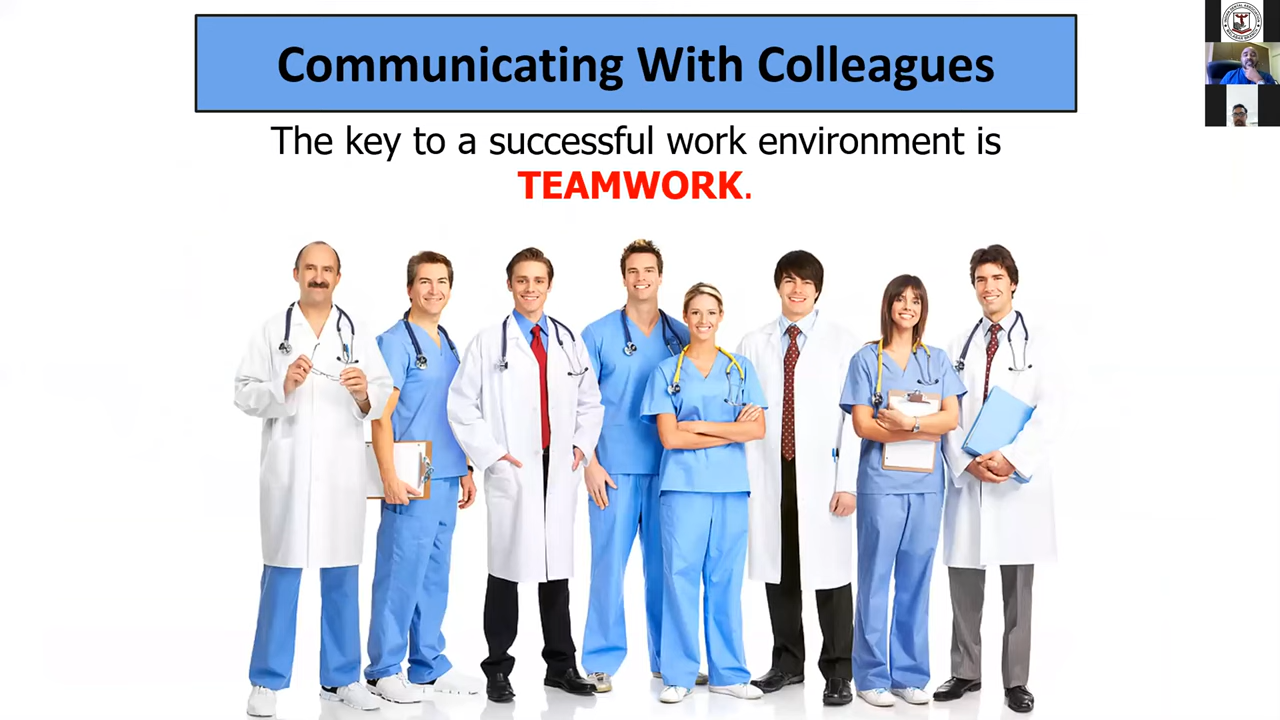 Communicating With Colleagues
The key to a successful work environment is
TEAMWORK.